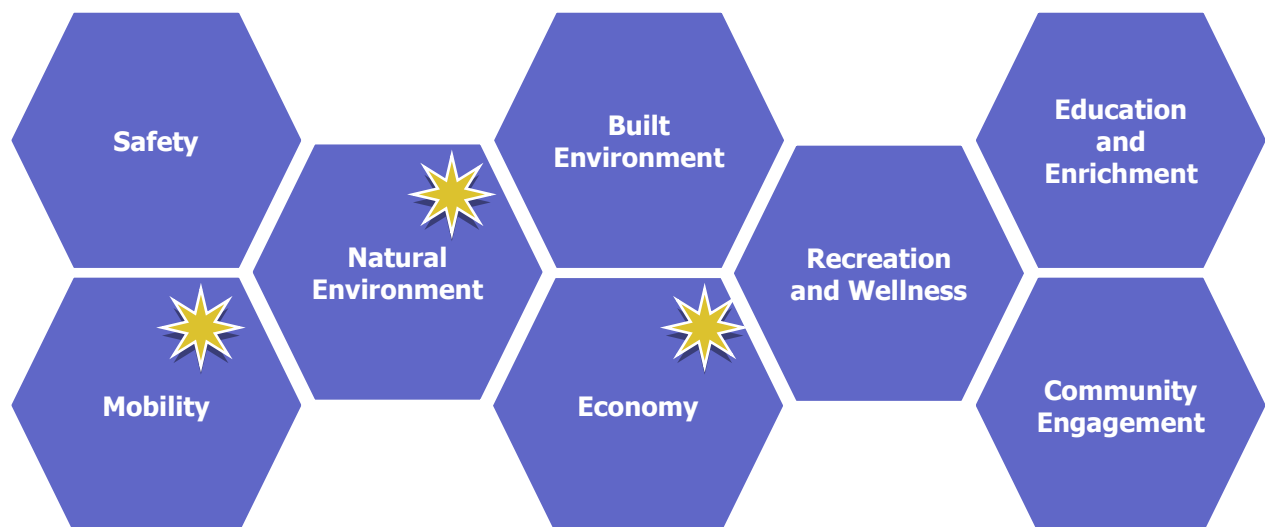 Safety
Mobility
Natural
Environment
Built
Environment
Economy
Recreation
and Wellness
Education
and
Enrichment
Community
Engagement